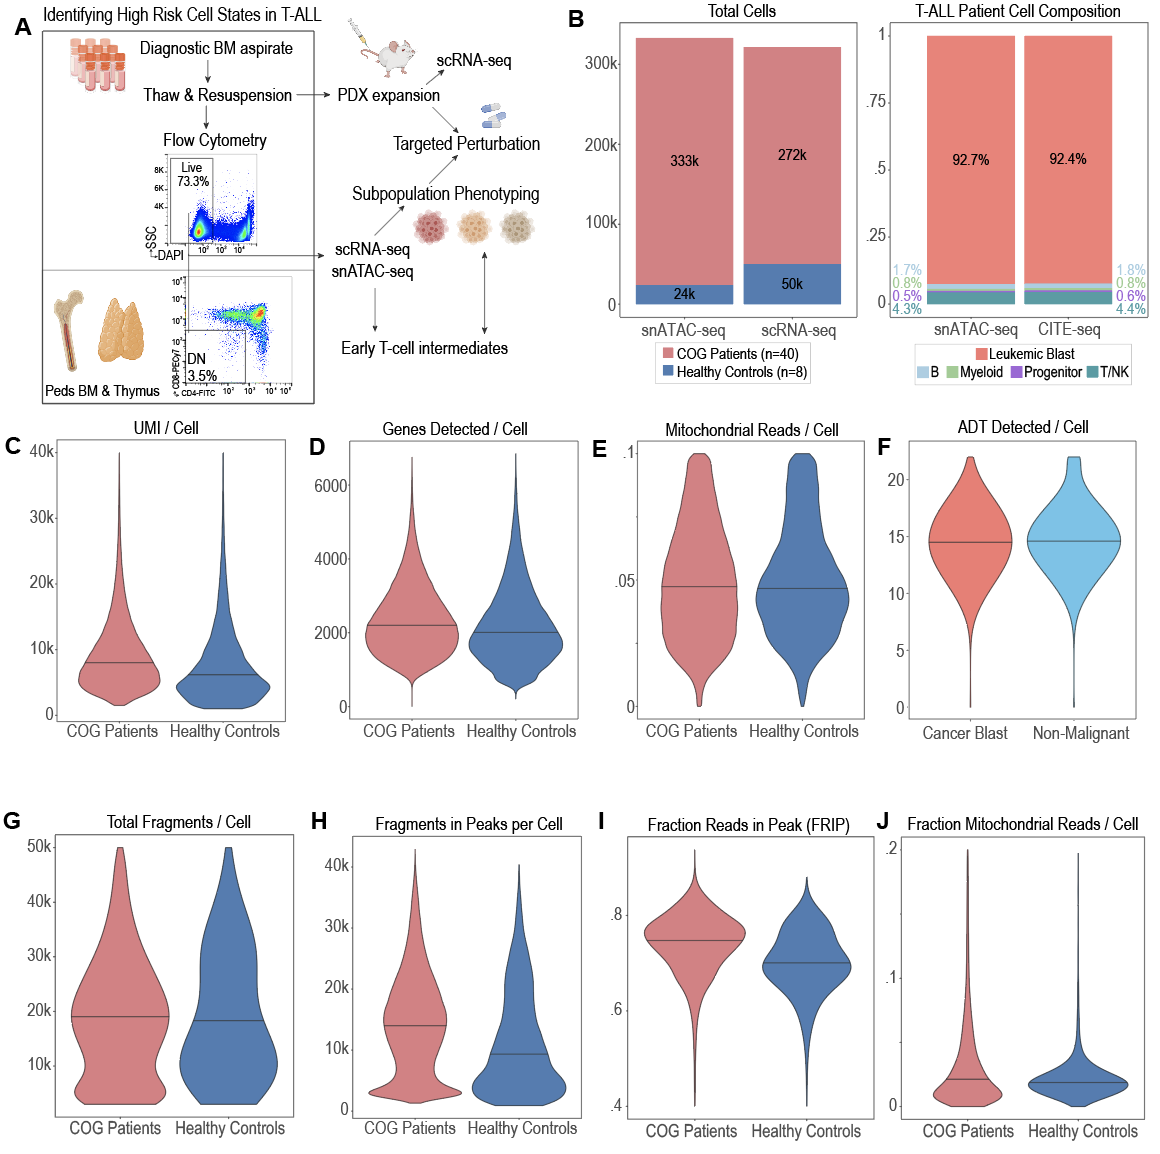 A
Identifying High Risk Cell States in T-ALL
Diagnostic BM aspirate
Thaw & Resuspension
PDX expansion
scRNA-seq
Flow Cytometry
Targeted Perturbation
Live
73.3%
8K
6K
4K
SSC
DAPI
10² 10³ 10⁴
Subpopulation Phenotyping
scRNA-seq
snATAC-seq
Early T-cell intermediates
DN
3.5%
CD8-PECy7
CD4-FITC
Peds BM & Thymus
B
Total Cells
300k
200k
100k
0
333k
272k
24k
50k
snATAC-seq
scRNA-seq
COG Patients (n=40)
Healthy Controls (n=8)
T-ALL Patient Cell Composition
1
.75
.5
.25
0
92.7%
92.4%
1.7%
0.8%
0.5%
4.3%
1.8%
0.8%
0.6%
4.4%
snATAC-seq
CITE-seq
Leukemic Blast
B Myeloid Progenitor T/NK
C
UMI / Cell
40k
30k
20k
10k
0
COG Patients Healthy Controls
D
Genes Detected / Cell
6000
4000
2000
0
COG Patients Healthy Controls
E
Mitochondrial Reads / Cell
.1
.05
0
COG Patients Healthy Controls
F
ADT Detected / Cell
20
15
10
5
0
Cancer Blast Non-Malignant
G
Total Fragments / Cell
50k
40k
30k
20k
10k
COG Patients Healthy Controls
H
Fragments in Peaks per Cell
40k
30k
20k
10k
0
COG Patients Healthy Controls
I
Fraction Reads in Peak (FRIP)
.8
.6
.4
COG Patients Healthy Controls
J
Fraction Mitochondrial Reads / Cell
.2
.1
0
COG Patients Healthy Controls